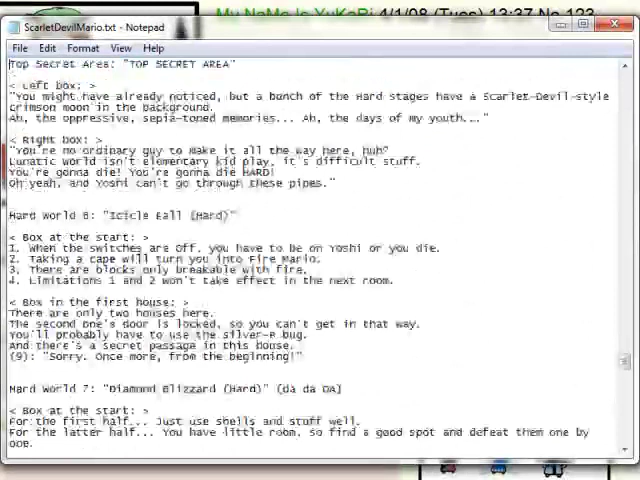 My NaMe Is YuKaRi 4/1/08 (Tues) 13:37 No.123
ScarletDevilMario.txt - Notepad
File Edit Format View Help
Top Secret Area: "TOP SECRET AREA"
< Left box: >
"You might have already noticed, but a bunch of the Hard stages have a Scarlet-Devil-style
crimson moon in the background.
Ah, the oppressive, sepia-toned memories... Ah, the days of my youth..."
< Right box: >
"You're no ordinary guy to make it all the way here, huh?
Lunatic world isn't elementary kid play, it's difficult stuff.
You're gonna die! You're gonna die HARD!
Oh yeah, and Yoshi can't go through these pipes."
Hard World 6: "Icicle Fall (Hard)"
< Box at the start: >
1. When the switches are Off, you have to be on Yoshi or you die.
2. Taking a cape will turn you into Fire Mario.
3. There are blocks only breakable with fire.
4. Limitations 1 and 2 won't take effect in the next room.
< Box in the first house: >
There are only two houses here.
The second one's door is locked, so you can't get in that way.
You'll probably have to use the silver-P bug.
And there's a secret passage in this house.
(9): "Sorry. Once more, from the beginning!"
Hard World 7: "Diamond Blizzard (Hard)" (da da DA)
< Box at the start: >
For the first half... Just use shells and stuff well.
For the latter half... You have little room, so find a good spot and defeat them one by
one.